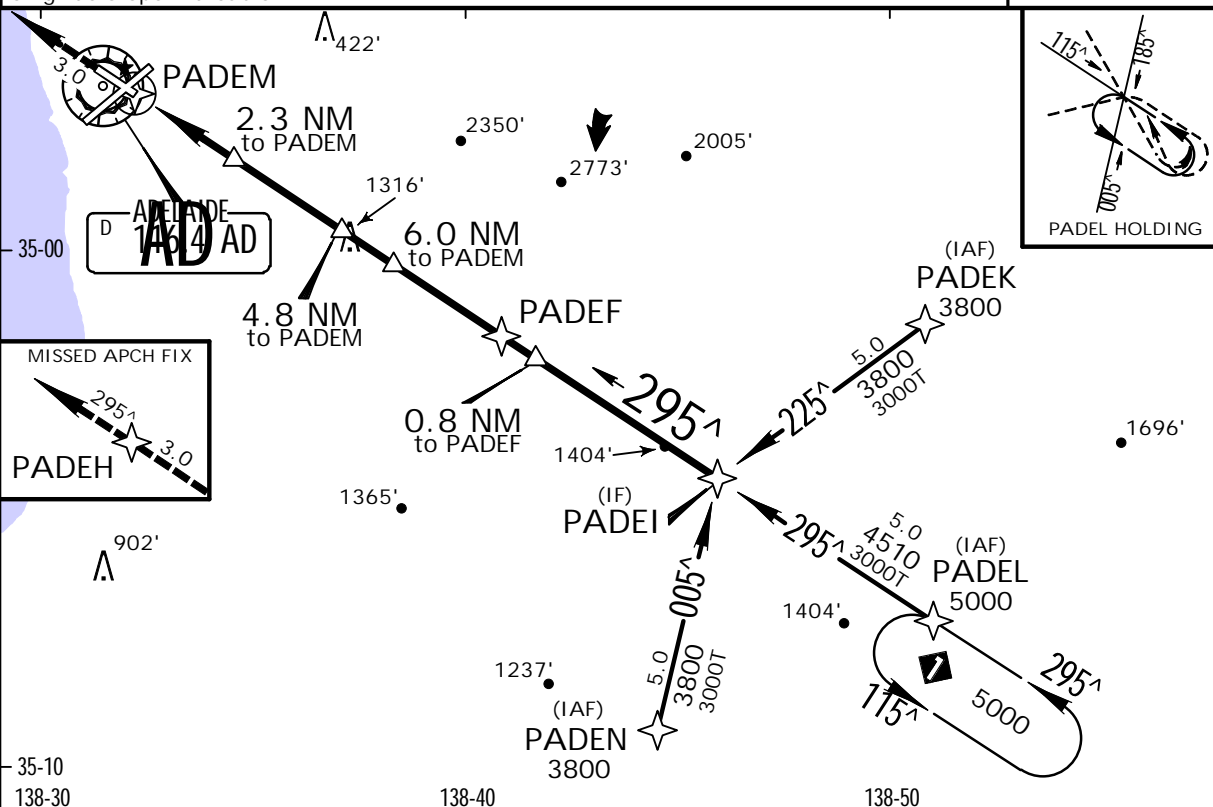 422'
3.0
PADEM
2.3 NM
to PADEM
2350'
2773'
2005'
115^
185^
005^
PADEL HOLDING
1316'
ADELAIDE
D
AD
35-00
6.0 NM
to PADEM
4.8 NM
to PADEM
PADEF
(IAF)
PADEK
3800
5.0
3800
3000T
225^
MISSED APCH FIX
295^
3.0
PADEH
295^
0.8 NM
to PADEF
1404'
1696'
1365'
(IF)
PADEI
902'
005^
5.0
3800
3000T
295^
5.0
4510
3000T
(IAF)
PADEL
5000
1404'
1237'
(IAF)
PADEN
3800
295^
115^
5000
35-10
138-30
138-40
138-50